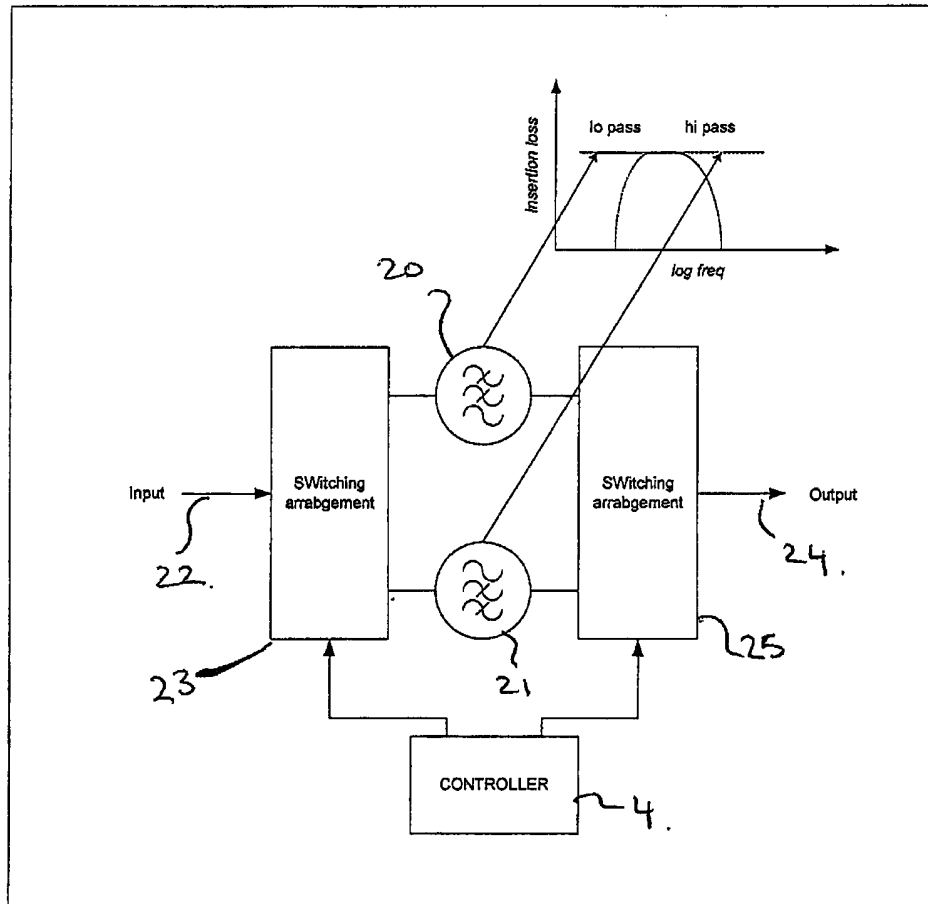 lo pass
hi pass
Insertion loss
log freq
20
SWitching
arrabgement
SWitching
arrabgement
Input
Output
22.
24.
23
21
25
CONTROLLER
4.